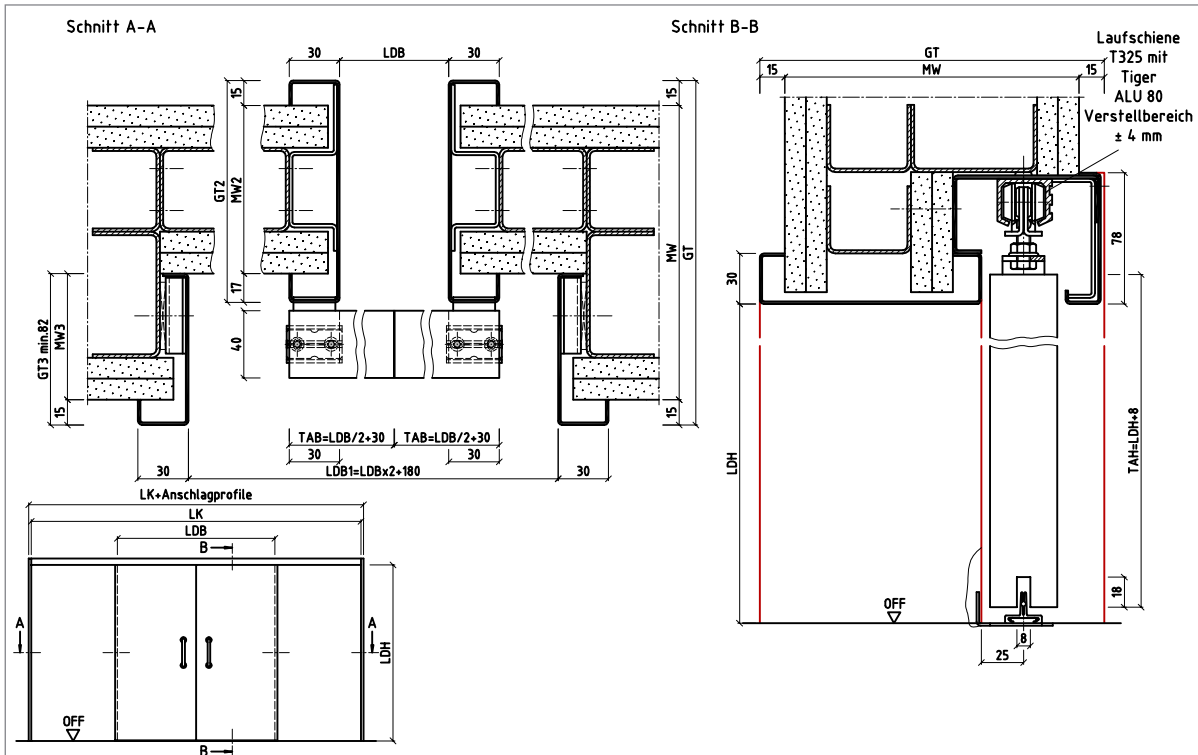 Schnitt A-A
30
LDB
30
15
15
GT2
MW2
MW
GT
17
40
GT3 min.82
MW3
15
15
TAB=LDB/2+30
TAB=LDB/2+30
30
30
30
LDB1=LDBx2+180
30
Schnitt B-B
GT
15
MW
15
Laufschiene
T325 mit
Tiger
ALU 80
Verstellbereich
± 4 mm
30
78
LDH
TAH=LDH+8
OFF
18
8
25
LK+Anschlagprofile
LK
LDB
B
A
A
LDH
OFF
B